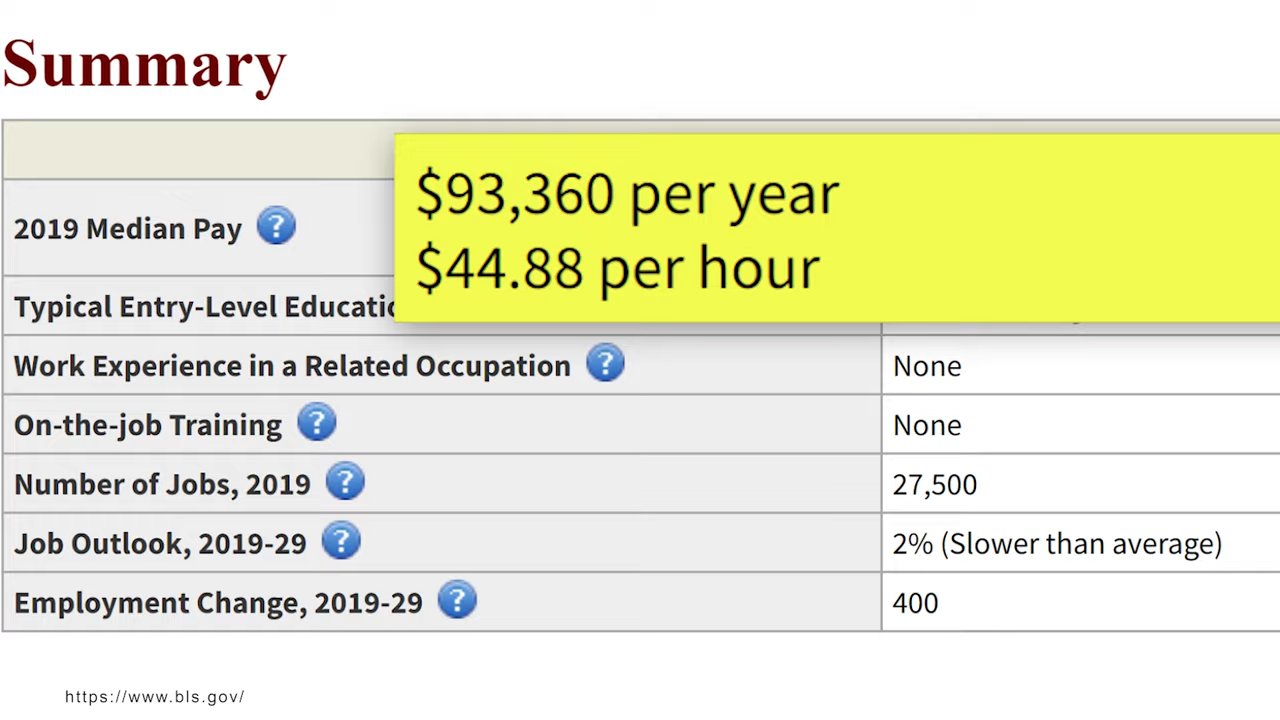 Summary
$93,360 per year
2019 Median Pay ?
$44.88 per hour
Typical Entry-Level
Work Experience in a Related Occupation ? None
On-the-job Training ? None
Number of Jobs, 2019 ? 27,500
Job Outlook, 2019-29 ? 2% (Slower than average)
Employment Change, 2019-29 ? 400
https://www.bls.gov/